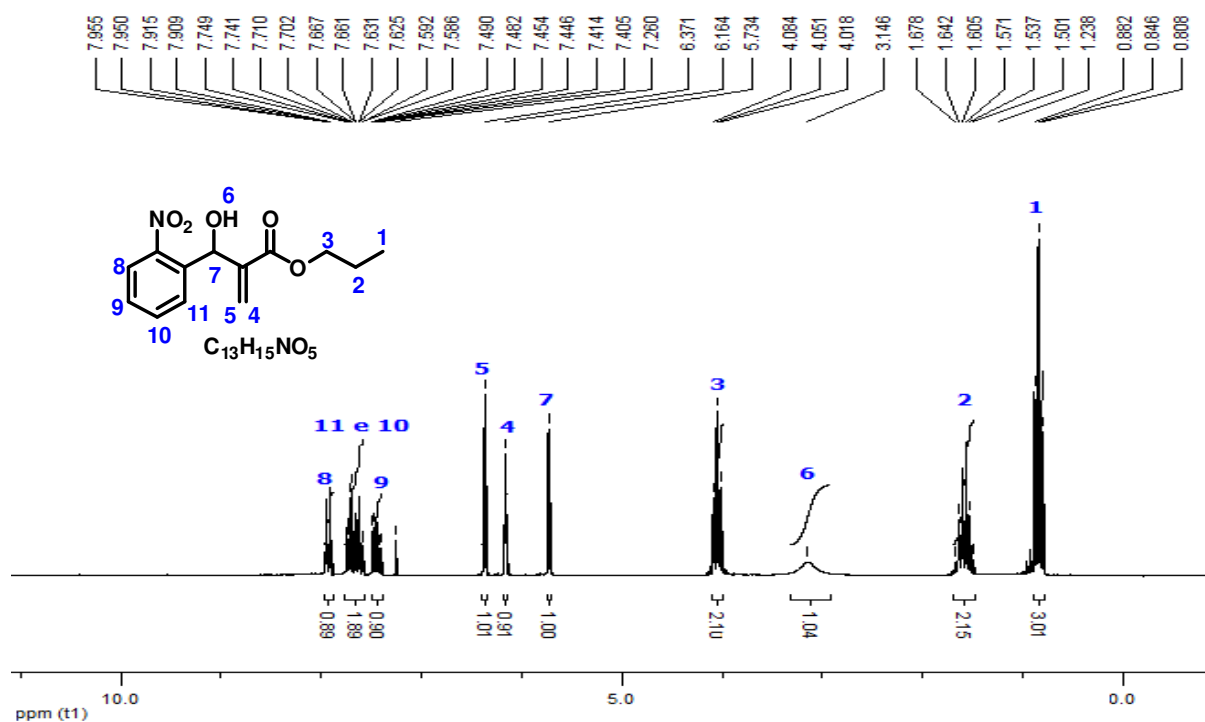 7.955 7.950 7.915 7.909 7.749 7.741 7.710 7.702 7.667 7.661 7.631 7.625 7.592 7.586 7.490 7.482 7.454 7.446 7.414 7.405 7.260 6.371 6.164 5.734 4.084 4.051 4.018 3.146 1.678 1.642 1.605 1.571 1.537 1.501 1.238 0.882 0.846 0.808
6
NO₂ OH O
3 1
8 7 O 2
9 11 5 4
10
C₁₃H₁₅NO₅
1
5 3
11 e 10 4 7 2
8 9 6
0.89 1.89 0.90 1.01 0.91 1.00 2.10 1.04 2.15 3.01
10.0 5.0 0.0
ppm (t1)